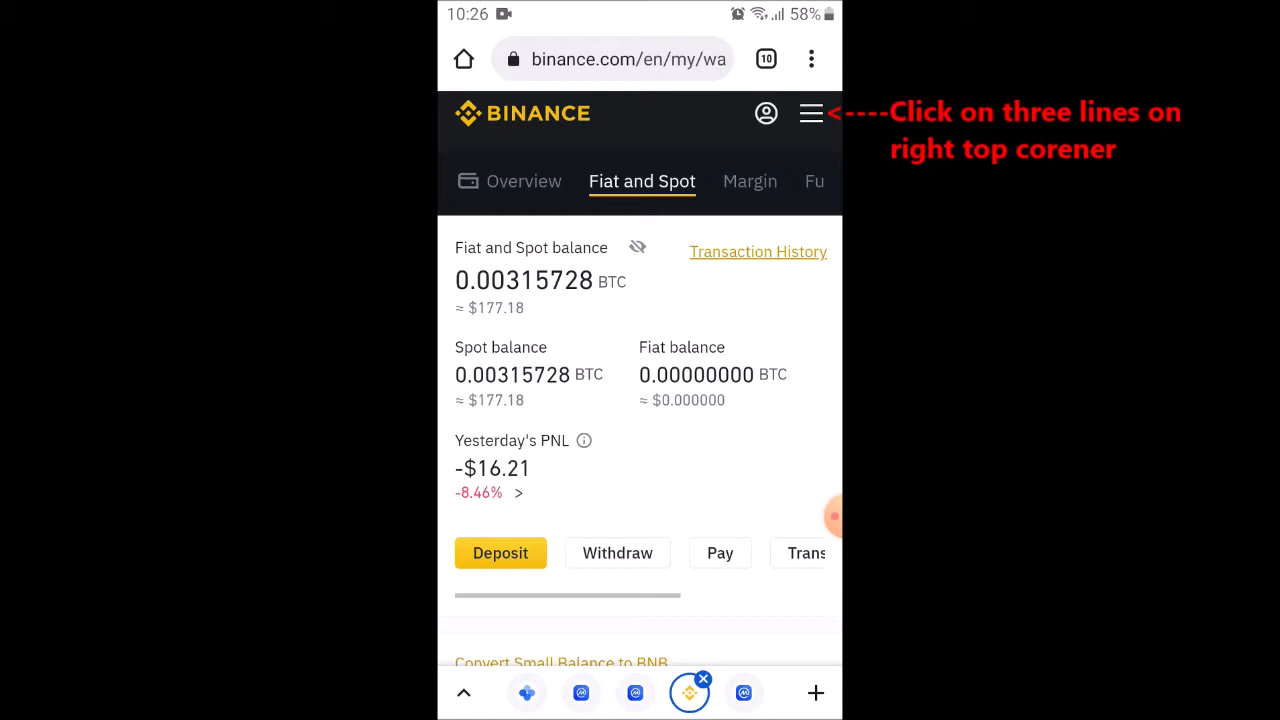 10:26 58%
binance.com/en/my/wa 10
BINANCE
<----Click on three lines on
right top corener
Overview Fiat and Spot Margin Fu
Fiat and Spot balance Transaction History
0.00315728 BTC
≈ $177.18
Spot balance Fiat balance
0.00315728 BTC 0.00000000 BTC
≈ $177.18 ≈ $0.000000
Yesterday's PNL
-$16.21
-8.46% >
Deposit Withdraw Pay Trans
Convert Small Balance to BNB